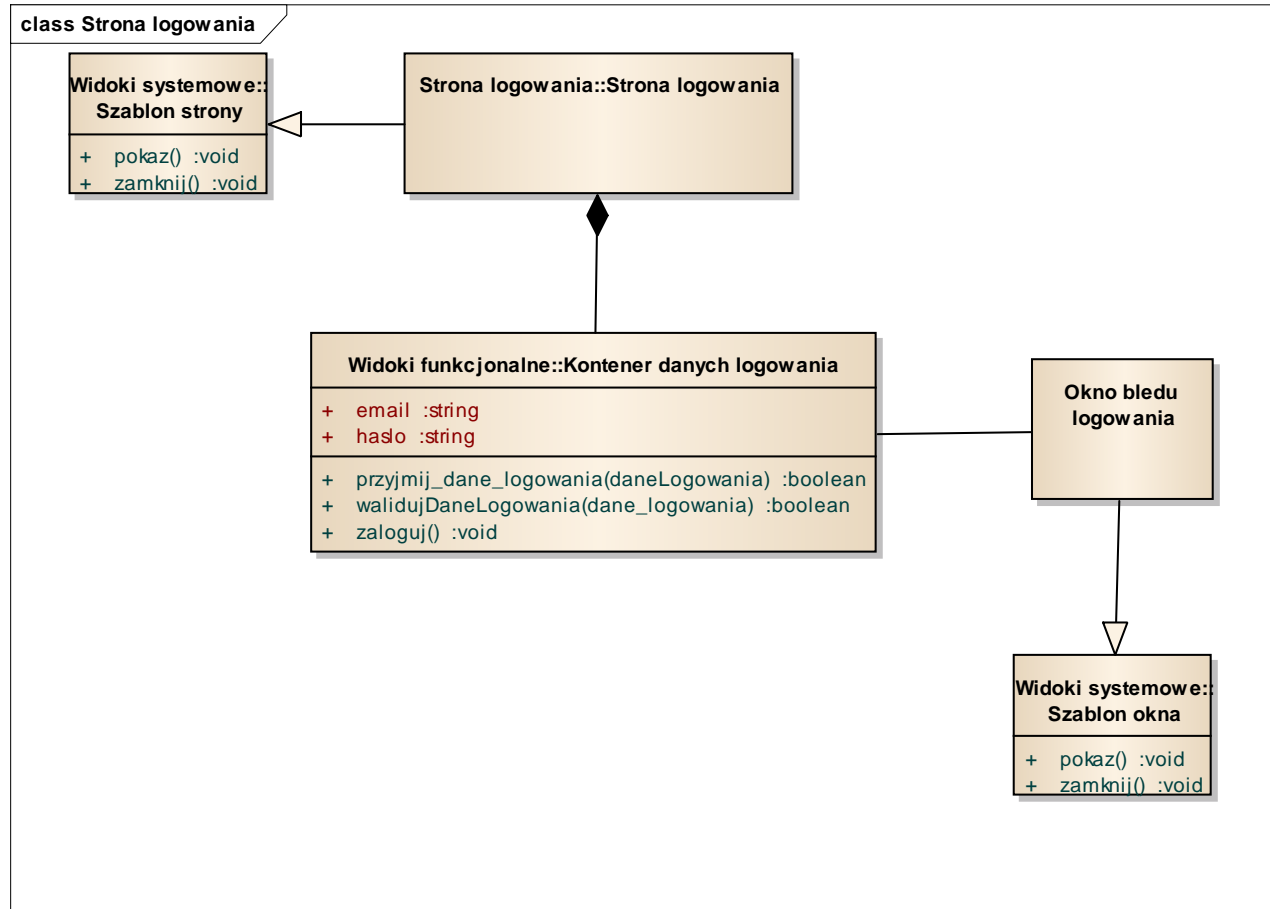 class Strona logowania
Widoki systemowe::
Szablon strony
+ pokaz() :void
+ zamknij() :void
Strona logowania::Strona logowania
Widoki funkcjonalne::Kontener danych logowania
+ email :string
+ haslo :string
+ przyjmij_dane_logowania(daneLogowania) :boolean
+ walidujDaneLogowania(dane_logowania) :boolean
+ zaloguj() :void
Okno bledu
logowania
Widoki systemowe::
Szablon okna
+ pokaz() :void
+ zamknij() :void